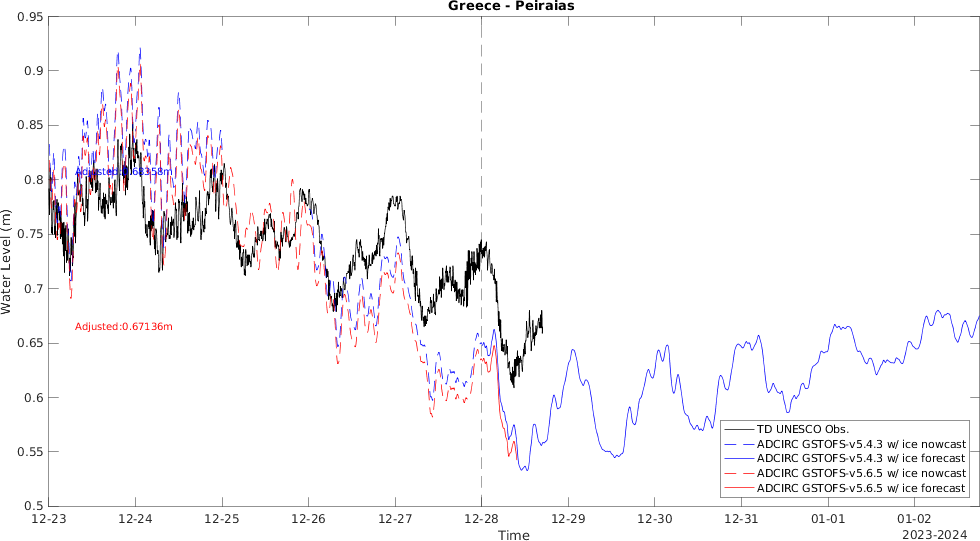 Greece - Peiraias
0.95
0.9
0.85
0.8
0.75
0.7
0.65
0.6
0.55
0.5
Water Level (m)
Adjusted:0.68358m
Adjusted:0.67136m
TD UNESCO Obs.
ADCIRC GSTOFS-v5.4.3 w/ ice nowcast
ADCIRC GSTOFS-v5.4.3 w/ ice forecast
ADCIRC GSTOFS-v5.6.5 w/ ice nowcast
ADCIRC GSTOFS-v5.6.5 w/ ice forecast
12-23 12-24 12-25 12-26 12-27 12-28 12-29 12-30 12-31 01-01 01-02
Time
2023-2024